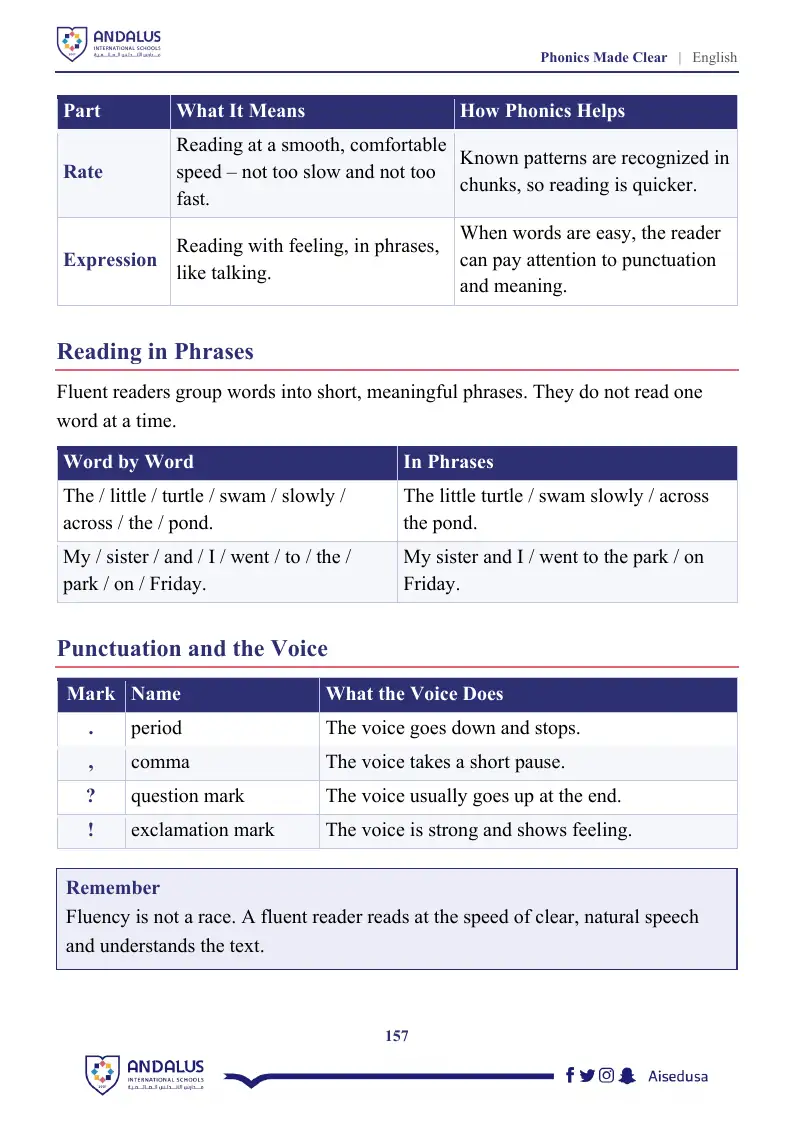 ANDALUS
INTERNATIONAL SCHOOLS
مدارس الأندلس العالمية
Phonics Made Clear | English
Part What It Means How Phonics Helps
Rate
Reading at a smooth, comfortable
speed – not too slow and not too
fast.
Known patterns are recognized in
chunks, so reading is quicker.
Expression
Reading with feeling, in phrases,
like talking.
When words are easy, the reader
can pay attention to punctuation
and meaning.
Reading in Phrases
Fluent readers group words into short, meaningful phrases. They do not read one
word at a time.
Word by Word In Phrases
The / little / turtle / swam / slowly /
across / the / pond.
The little turtle / swam slowly / across
the pond.
My / sister / and / I / went / to / the /
park / on / Friday.
My sister and I / went to the park / on
Friday.
Punctuation and the Voice
Mark Name What the Voice Does
. period The voice goes down and stops.
, comma The voice takes a short pause.
? question mark The voice usually goes up at the end.
! exclamation mark The voice is strong and shows feeling.
Remember
Fluency is not a race. A fluent reader reads at the speed of clear, natural speech
and understands the text.
157
ANDALUS
INTERNATIONAL SCHOOLS
مدارس الأندلس العالمية
Aisedusa